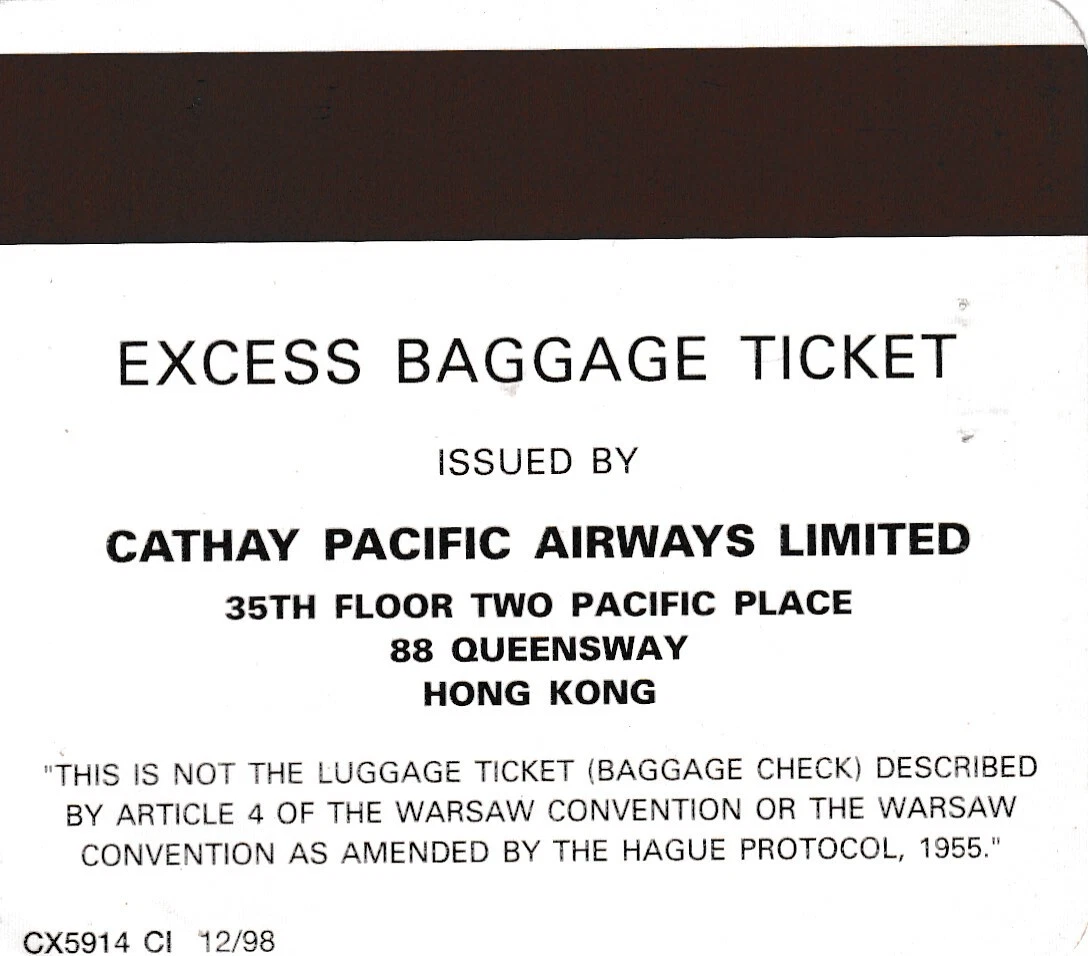 EXCESS BAGGAGE TICKET
ISSUED BY
CATHAY PACIFIC AIRWAYS LIMITED
35TH FLOOR TWO PACIFIC PLACE
88 QUEENSWAY
HONG KONG
"THIS IS NOT THE LUGGAGE TICKET (BAGGAGE CHECK) DESCRIBED
BY ARTICLE 4 OF THE WARSAW CONVENTION OR THE WARSAW
CONVENTION AS AMENDED BY THE HAGUE PROTOCOL, 1955."
CX5914 CI 12/98